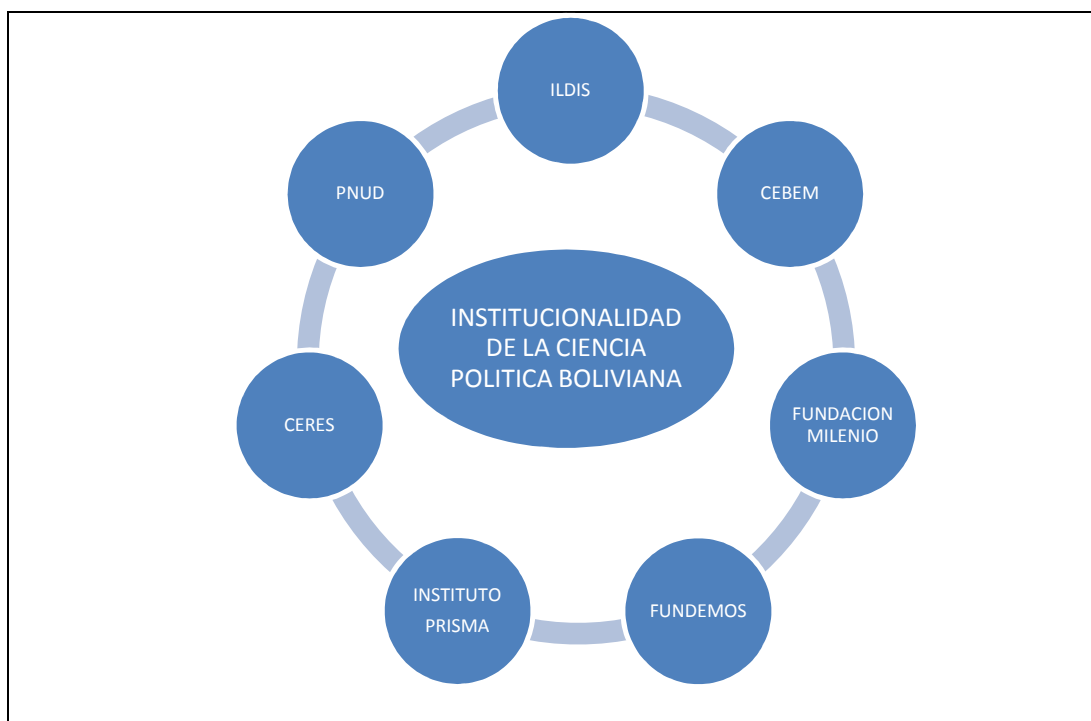 ILDIS
CEBEM
FUNDACION
MILENIO
FUNDEMOS
INSTITUTO
PRISMA
CERES
PNUD
INSTITUCIONALIDAD
DE LA CIENCIA
POLITICA BOLIVIANA